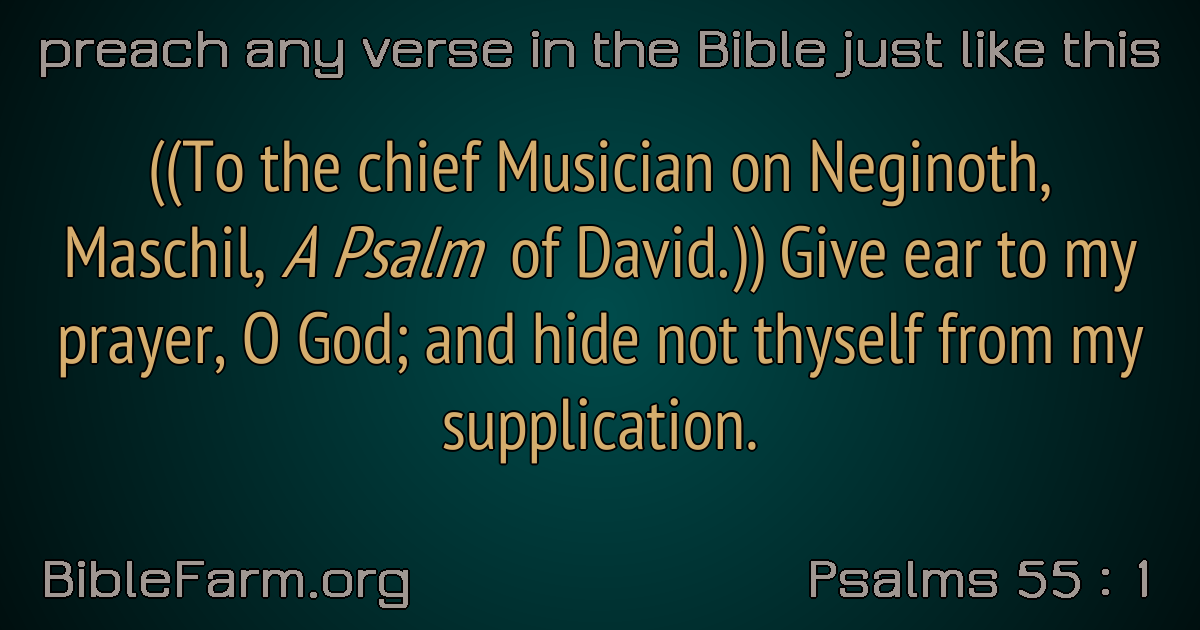 preach any verse in the Bible just like this
((To the chief Musician on Neginoth,
Maschil, A Psalm of David.)) Give ear to my
prayer, O God; and hide not thyself from my
supplication.
BibleFarm.org
Psalms 55 : 1